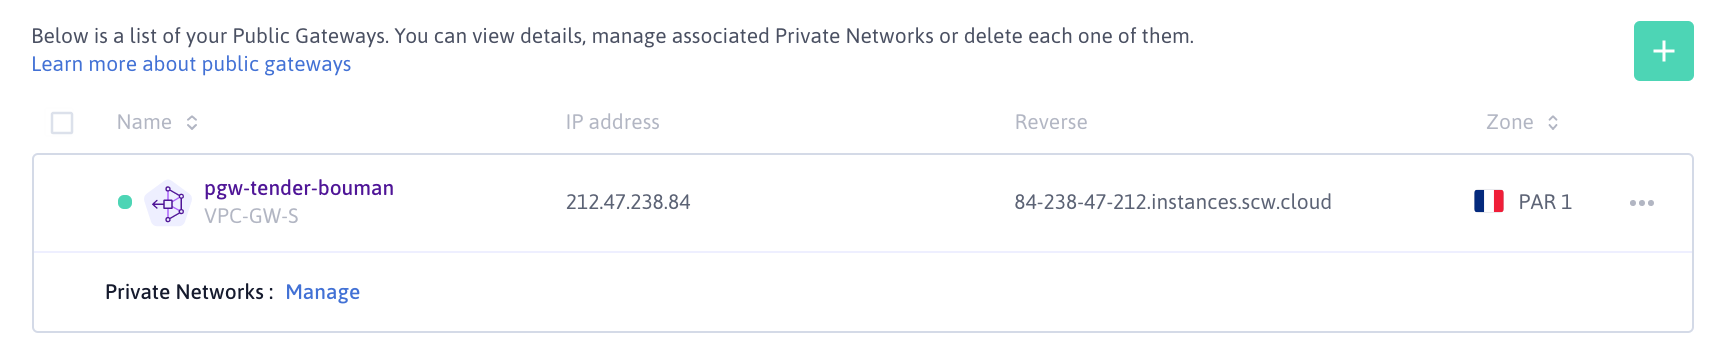 Below is a list of your Public Gateways. You can view details, manage associated Private Networks or delete each one of them.
Learn more about public gateways
Name IP address Reverse Zone
pgw-tender-bouman 212.47.238.84 84-238-47-212.instances.scw.cloud PAR 1
VPC-GW-S
Private Networks : Manage